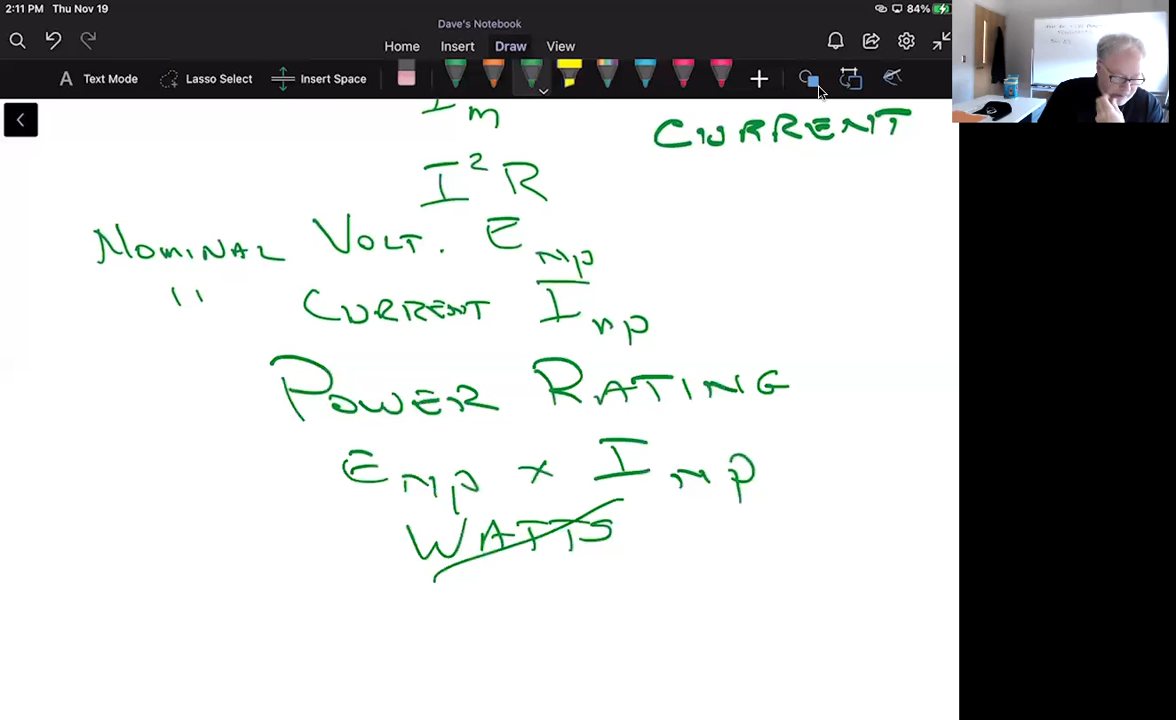 2:11 PM Thu Nov 19
84%
Dave's Notebook
Home Insert Draw View
Text Mode Lasso Select Insert Space
Im
CURRENT
I²R
NOMINAL VOLT. Emp
" CURRENT Imp
POWER RATING
Emp x Imp
WATTS